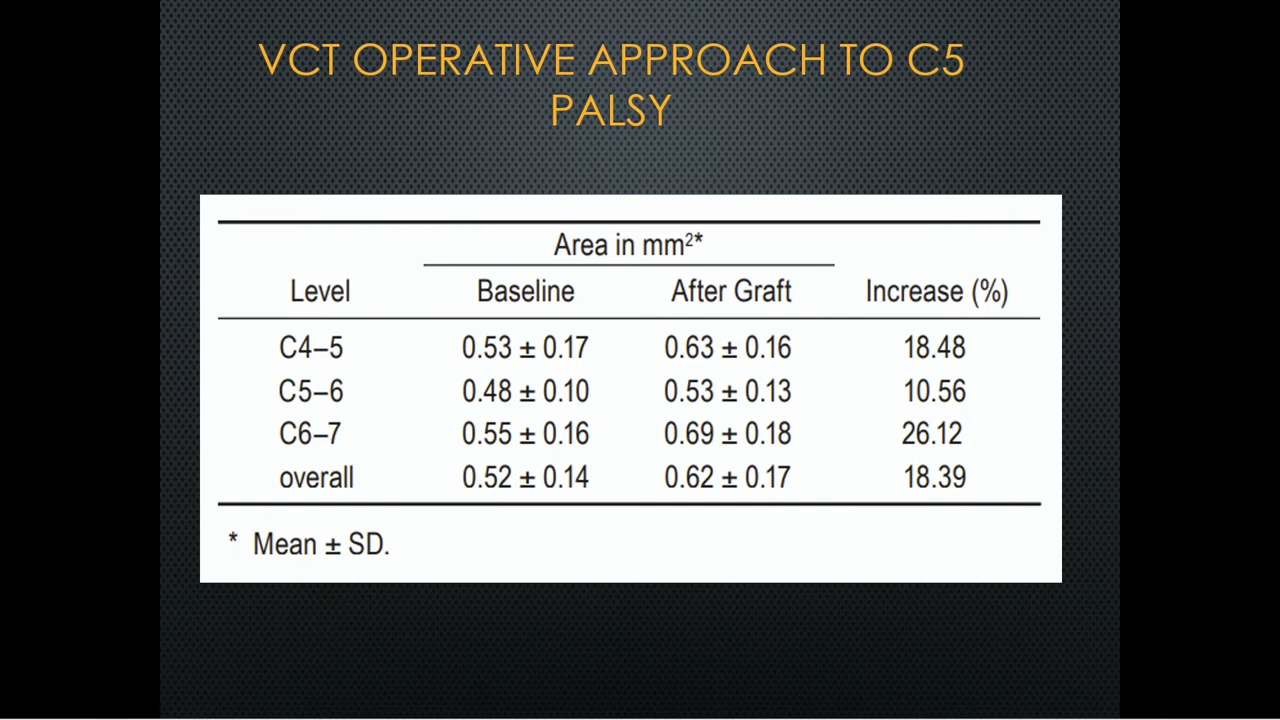 VCT OPERATIVE APPROACH TO C5
PALSY
Area in mm²*
Level Baseline After Graft Increase (%)
C4–5 0.53 ± 0.17 0.63 ± 0.16 18.48
C5–6 0.48 ± 0.10 0.53 ± 0.13 10.56
C6–7 0.55 ± 0.16 0.69 ± 0.18 26.12
overall 0.52 ± 0.14 0.62 ± 0.17 18.39
* Mean ± SD.